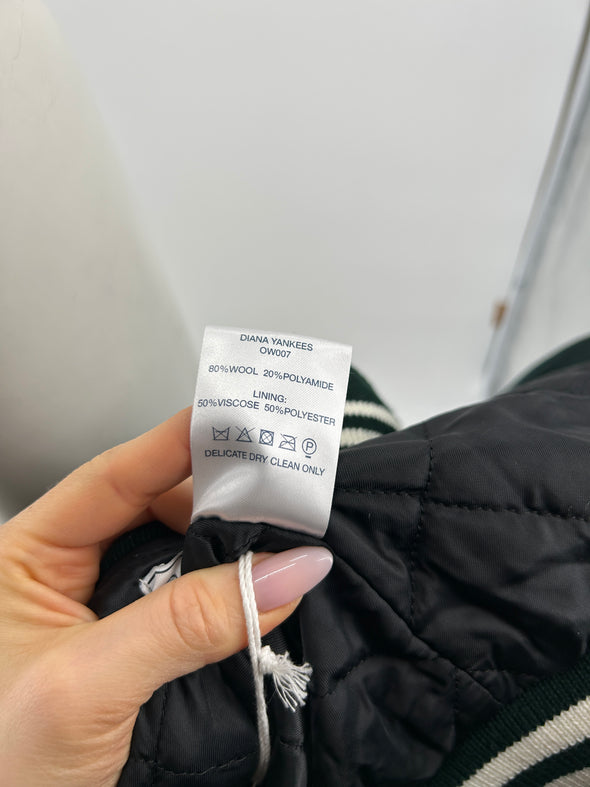 DIANA YANKEES
OW007
80%WOOL 20%POLYAMIDE
LINING:
50%VISCOSE 50%POLYESTER
P
DELICATE DRY CLEAN ONLY